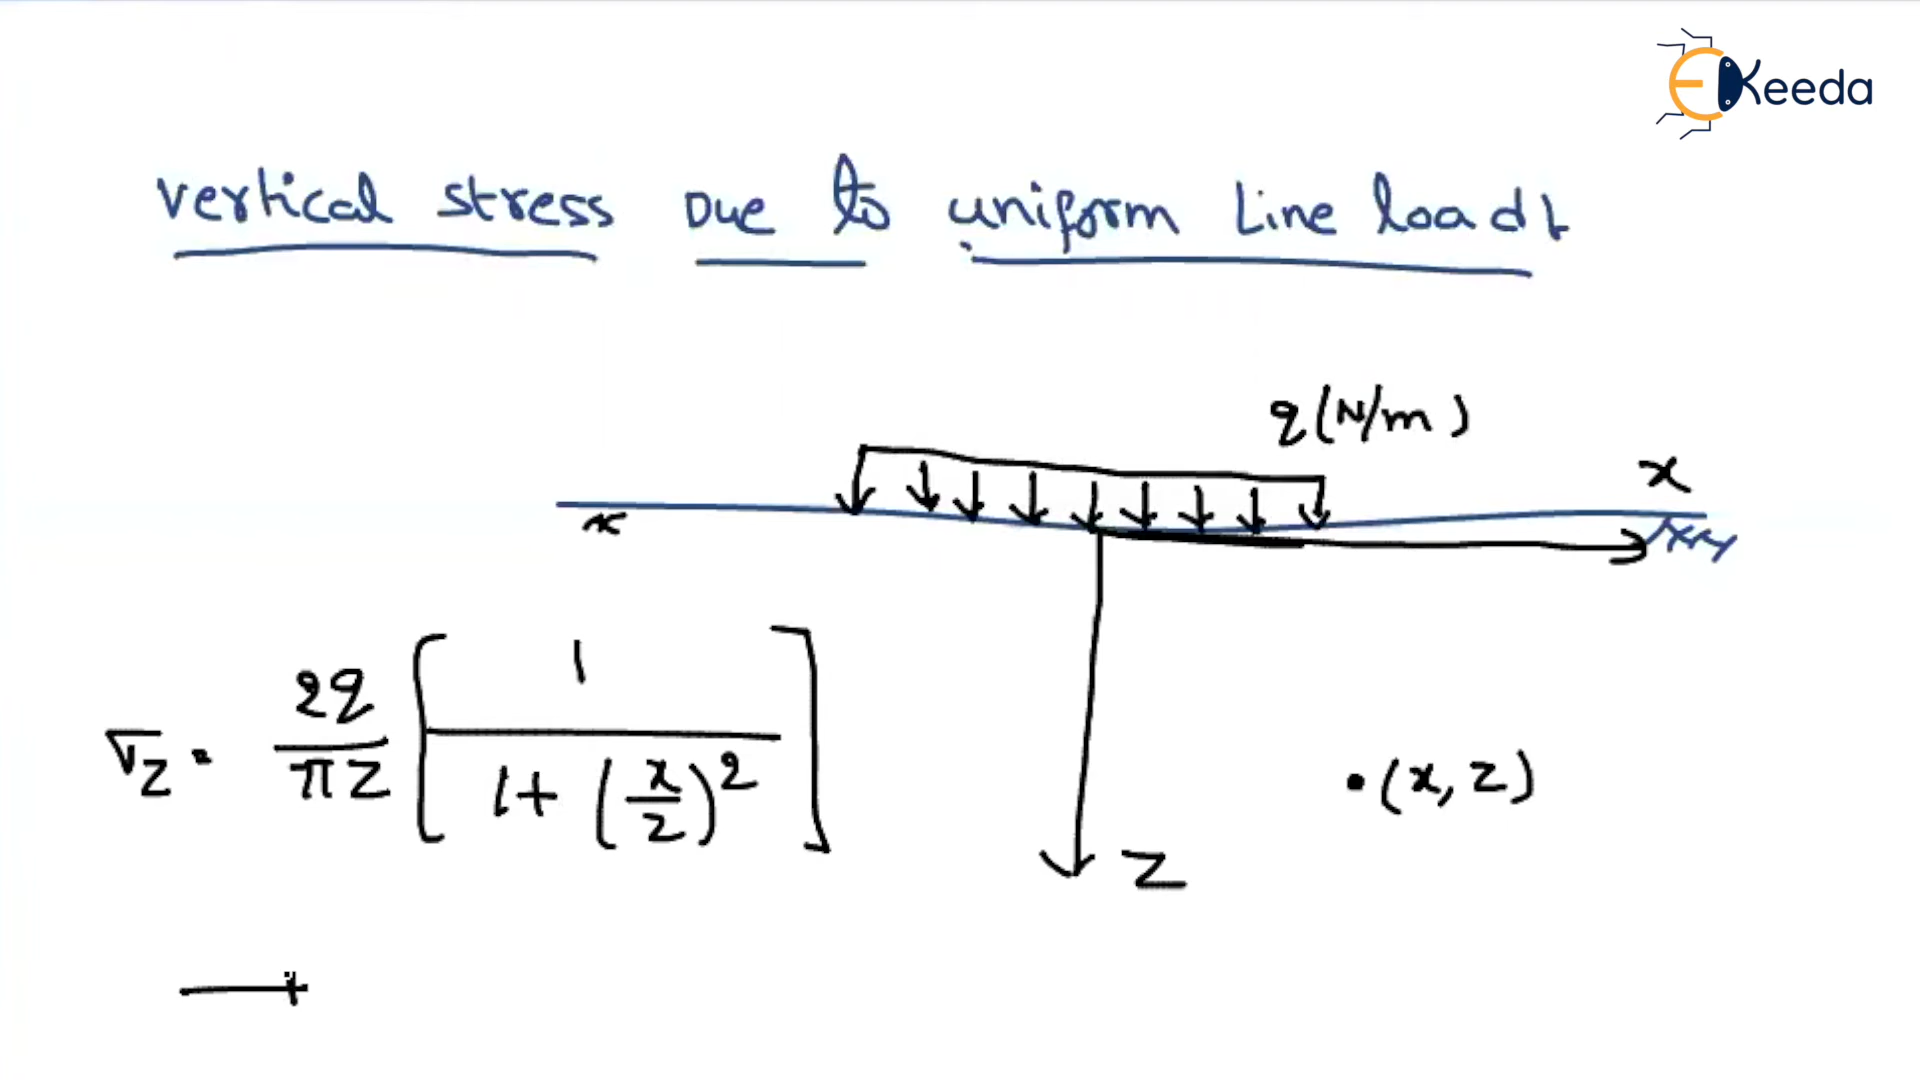 EKeeda
vertical stress Due to uniform Line load:
q(N/m)
x
x
σz = 2q/πz [1/(1+(x/z)²)]
•(x, z)
z